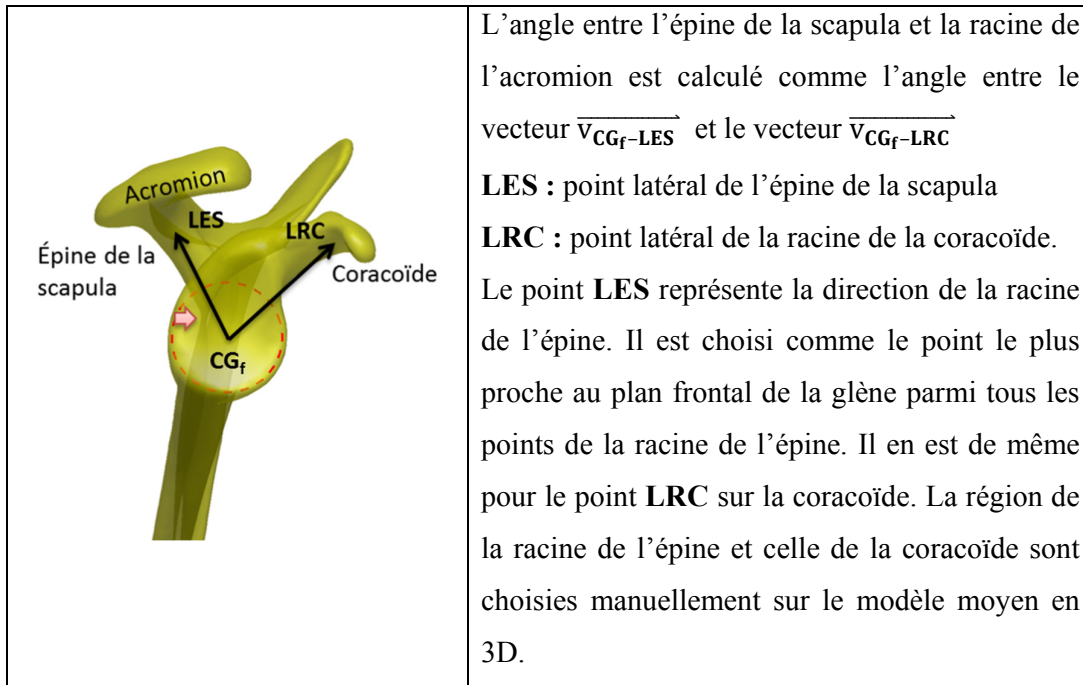 Acromion
LES
LRC
Épine de la
scapula
Coracoïde
CGf
L’angle entre l’épine de la scapula et la racine de
l’acromion est calculé comme l’angle entre le
vecteur v⃗CGf−LES et le vecteur v⃗CGf−LRC
LES : point latéral de l’épine de la scapula
LRC : point latéral de la racine de la coracoïde.
Le point LES représente la direction de la racine
de l’épine. Il est choisi comme le point le plus
proche au plan frontal de la glène parmi tous les
points de la racine de l’épine. Il en est de même
pour le point LRC sur la coracoïde. La région de
la racine de l’épine et celle de la coracoïde sont
choisies manuellement sur le modèle moyen en
3D.